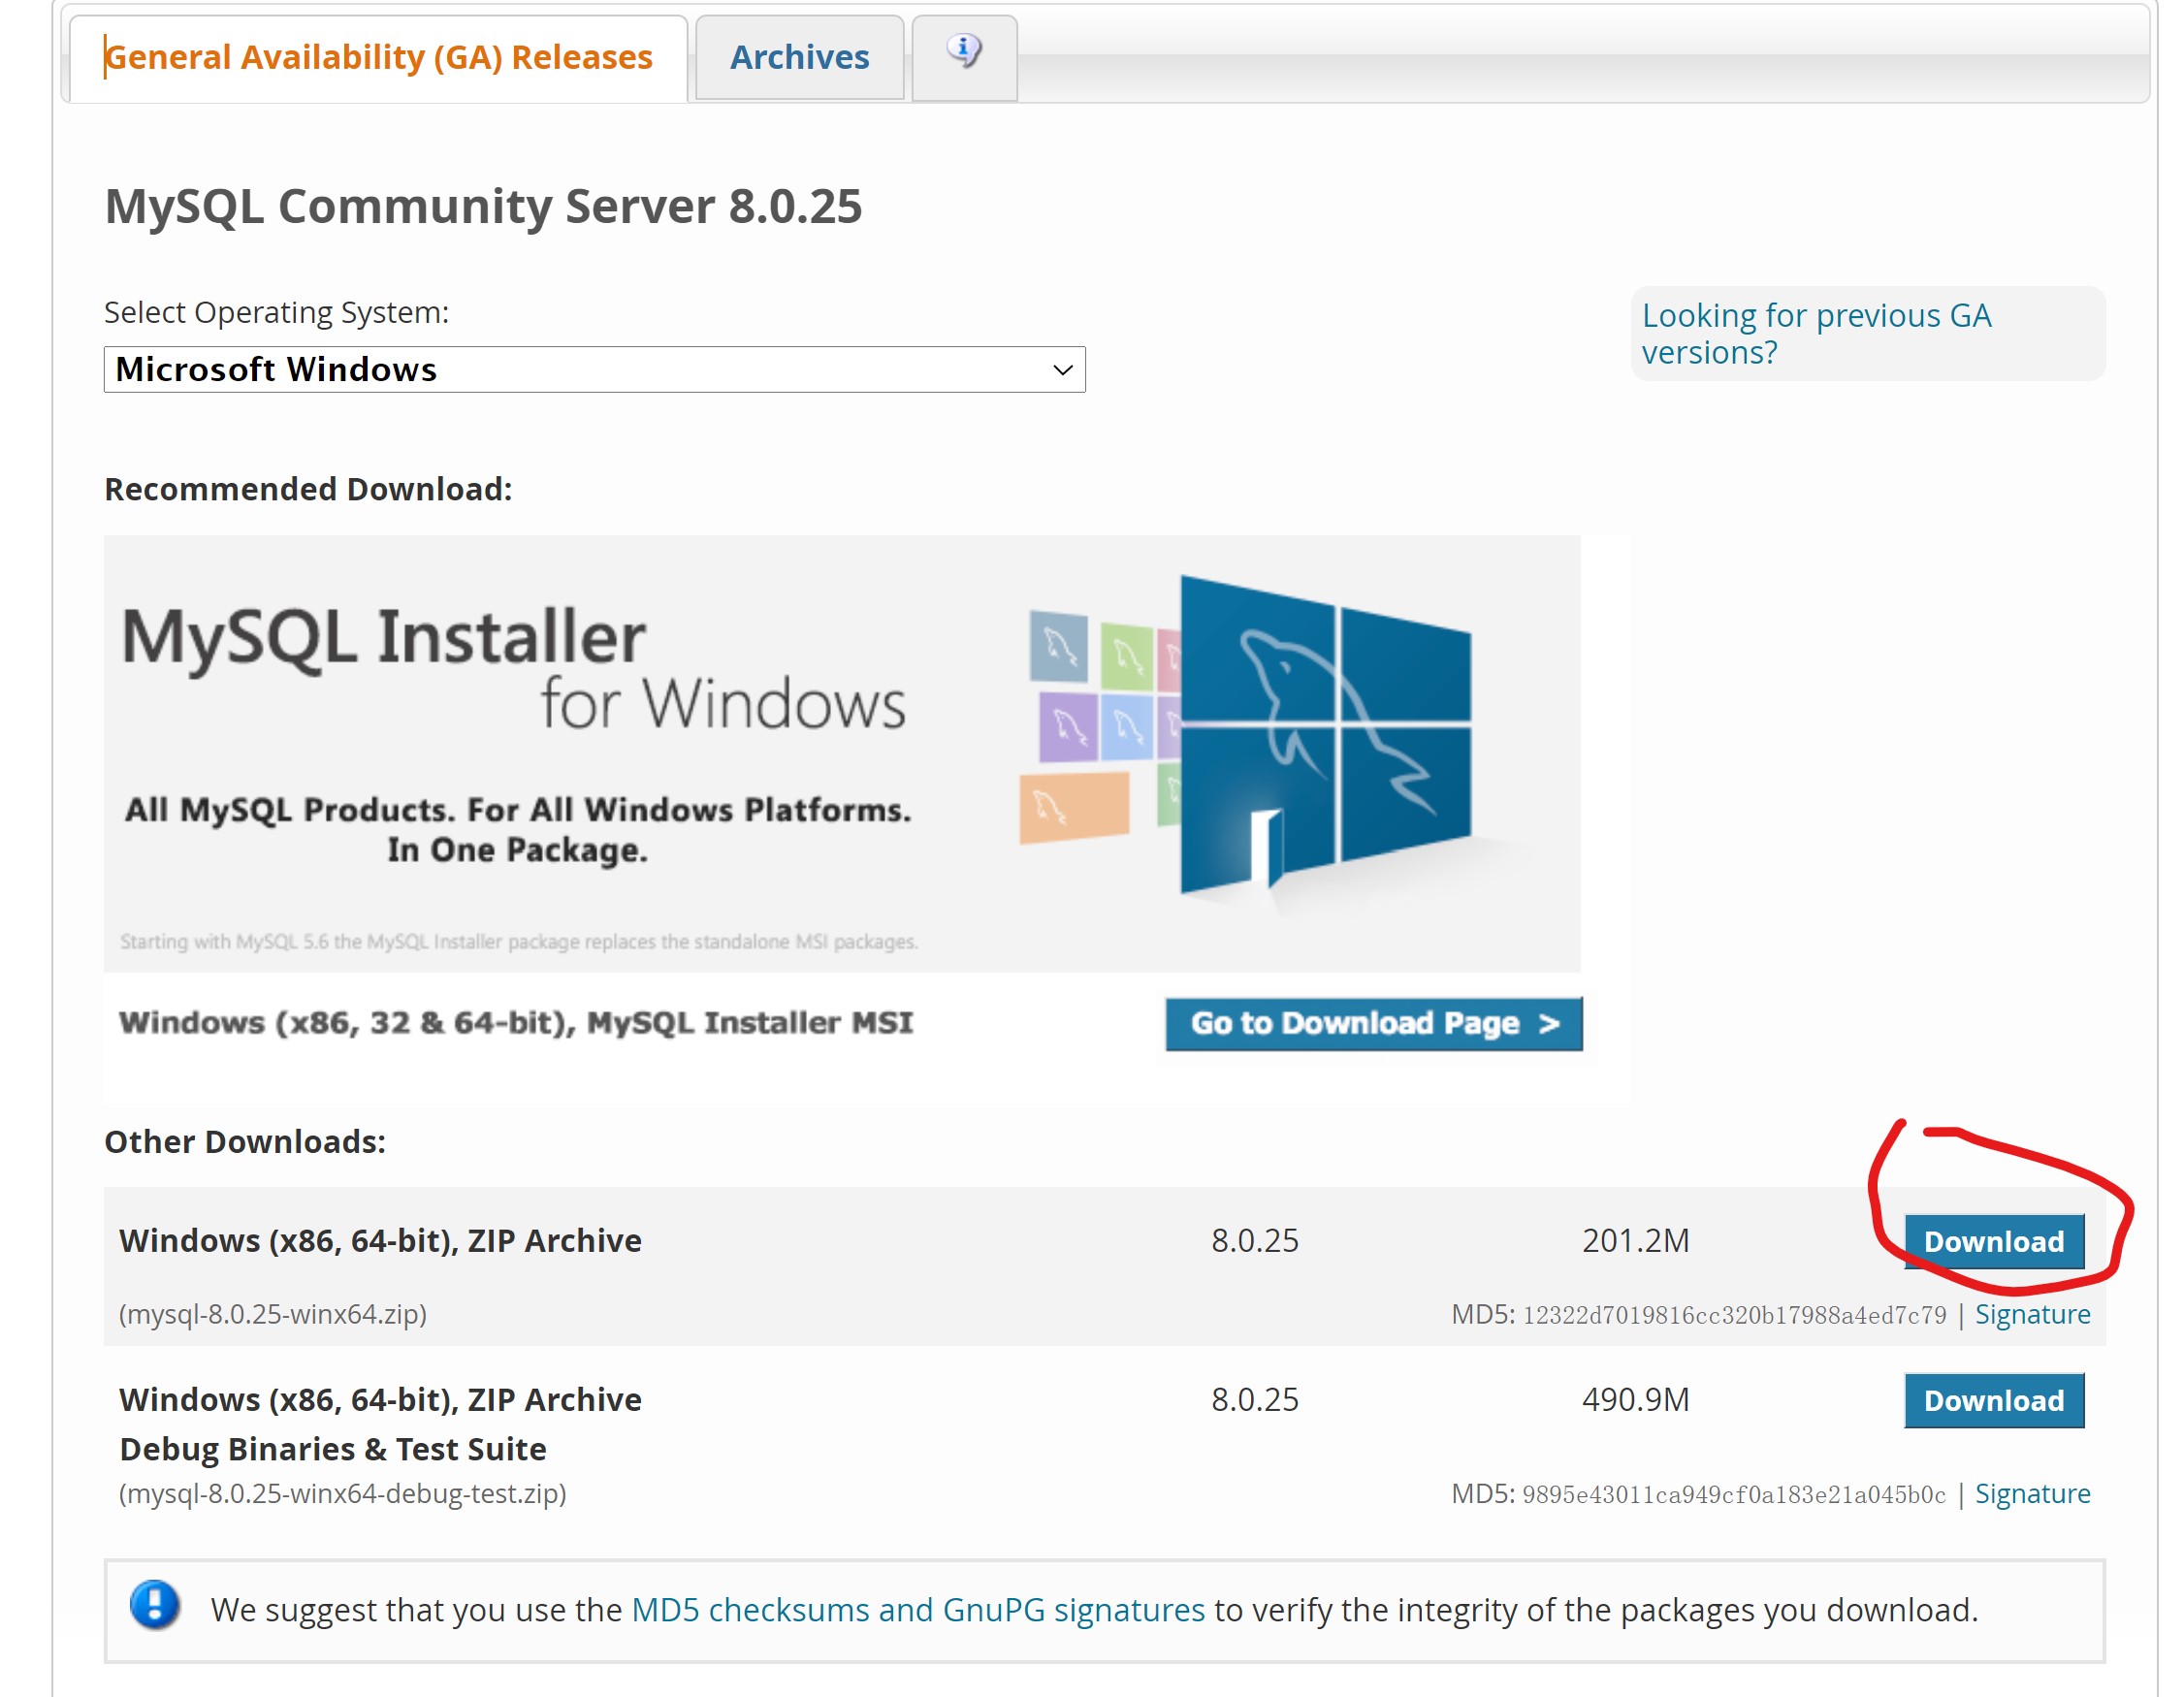 General Availability (GA) Releases
Archives
MySQL Community Server 8.0.25
Select Operating System:
Looking for previous GA
versions?
Microsoft Windows
Recommended Download:
MySQL Installer
for Windows
All MySQL Products. For All Windows Platforms.
In One Package.
Starting with MySQL 5.6 the MySQL Installer package replaces the standalone MSI packages.
Windows (x86, 32 & 64-bit), MySQL Installer MSI
Go to Download Page >
Other Downloads:
Windows (x86, 64-bit), ZIP Archive 8.0.25 201.2M Download
(mysql-8.0.25-winx64.zip) MD5: 12322d7019816cc320b17988a4ed7c79 | Signature
Windows (x86, 64-bit), ZIP Archive 8.0.25 490.9M Download
Debug Binaries & Test Suite
(mysql-8.0.25-winx64-debug-test.zip) MD5: 9895e43011ca949cf0a183e21a045b0c | Signature
We suggest that you use the MD5 checksums and GnuPG signatures to verify the integrity of the packages you download.